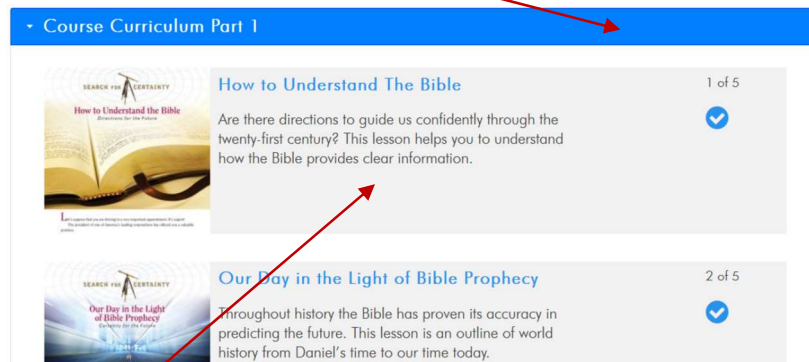 Course Curriculum Part 1
SEARCH FOR CERTAINTY
How to Understand the Bible
Directions for the Future
How to Understand The Bible
1 of 5
Are there directions to guide us confidently through the
twenty-first century? This lesson helps you to understand
how the Bible provides clear information.
SEARCH FOR CERTAINTY
Our Day in the Light
of Bible Prophecy
Certainty for the Future
Our Day in the Light of Bible Prophecy
2 of 5
Throughout history the Bible has proven its accuracy in
predicting the future. This lesson is an outline of world
history from Daniel's time to our time today.